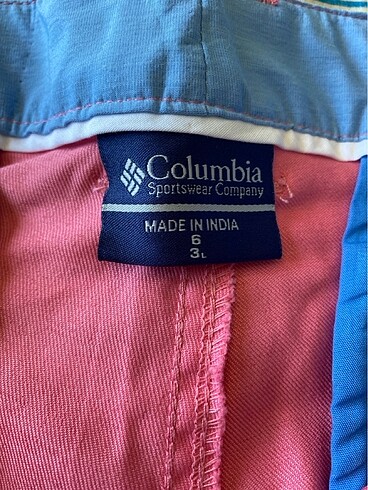 Columbia
Sportswear Company
MADE IN INDIA
6
3L